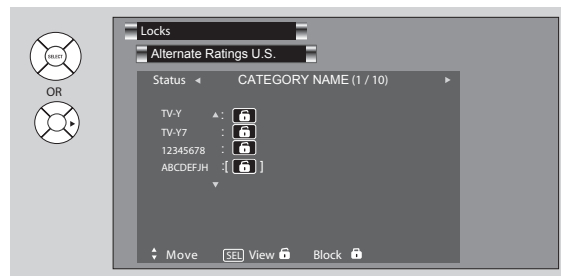 SELECT
OR
Locks
Alternate Ratings U.S.
Status CATEGORY NAME (1 / 10)
TV-Y :
TV-Y7 :
12345678 :
ABCDEFJH :[ ]
Move SEL View Block